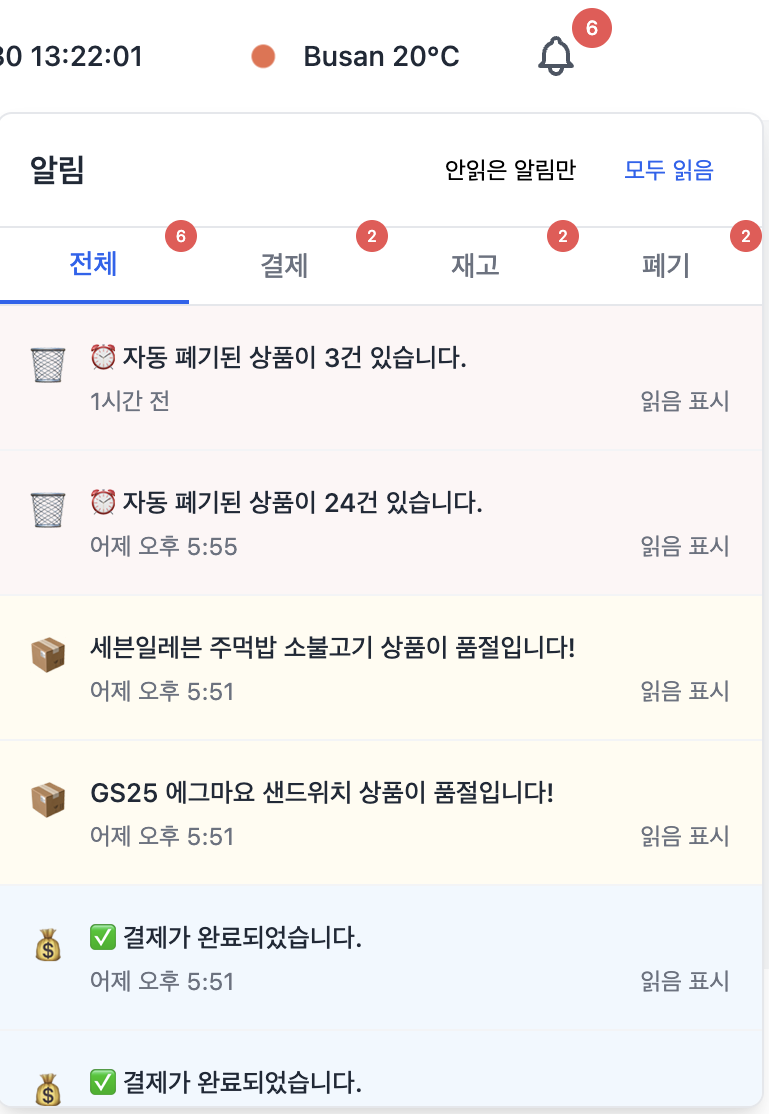 30 13:22:01 Busan 20°C 6
알림 안읽은 알림만 모두 읽음
전체 6 결제 2 재고 2 폐기 2
⏰ 자동 폐기된 상품이 3건 있습니다.
1시간 전 읽음 표시
⏰ 자동 폐기된 상품이 24건 있습니다.
어제 오후 5:55 읽음 표시
세븐일레븐 주먹밥 소불고기 상품이 품절입니다!
어제 오후 5:51 읽음 표시
GS25 에그마요 샌드위치 상품이 품절입니다!
어제 오후 5:51 읽음 표시
✅ 결제가 완료되었습니다.
어제 오후 5:51 읽음 표시
✅ 결제가 완료되었습니다.